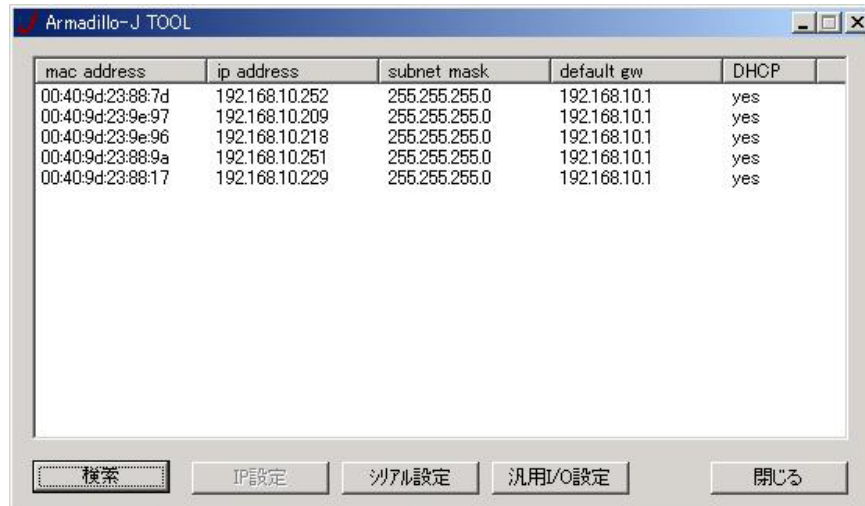 Armadillo-J TOOL
mac address ip address subnet mask default gw DHCP
00:40:9d:23:88:7d 192.168.10.252 255.255.255.0 192.168.10.1 yes
00:40:9d:23:9e:97 192.168.10.209 255.255.255.0 192.168.10.1 yes
00:40:9d:23:9e:96 192.168.10.218 255.255.255.0 192.168.10.1 yes
00:40:9d:23:88:9a 192.168.10.251 255.255.255.0 192.168.10.1 yes
00:40:9d:23:88:17 192.168.10.229 255.255.255.0 192.168.10.1 yes
検索 IP設定 シリアル設定 汎用I/O設定 閉じる